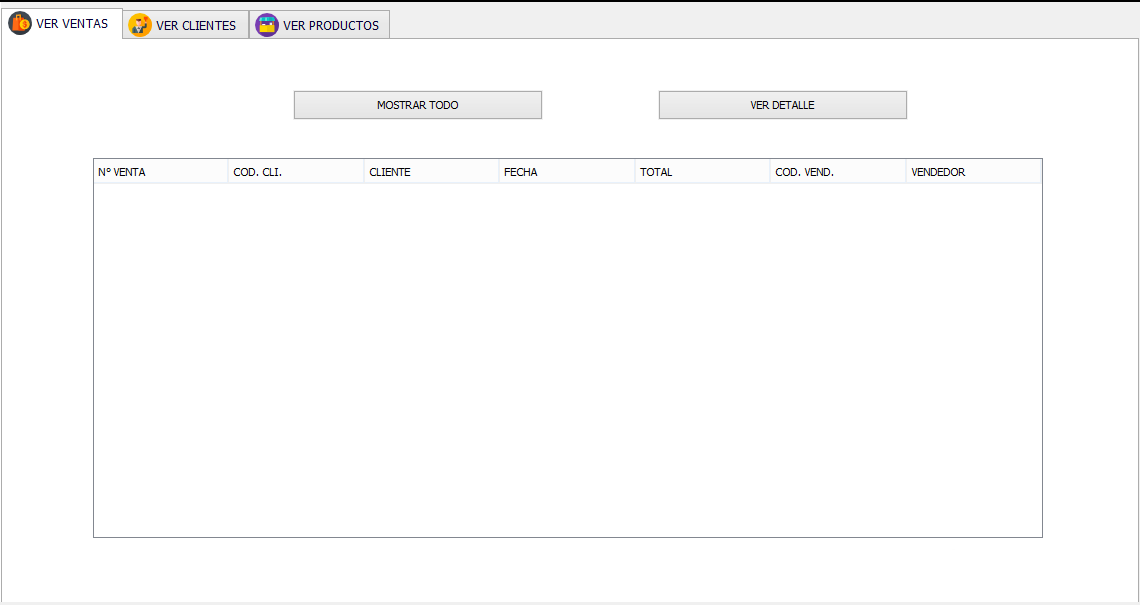 VER VENTAS VER CLIENTES VER PRODUCTOS
MOSTRAR TODO VER DETALLE
Nº VENTA COD. CLI. CLIENTE FECHA TOTAL COD. VEND. VENDEDOR